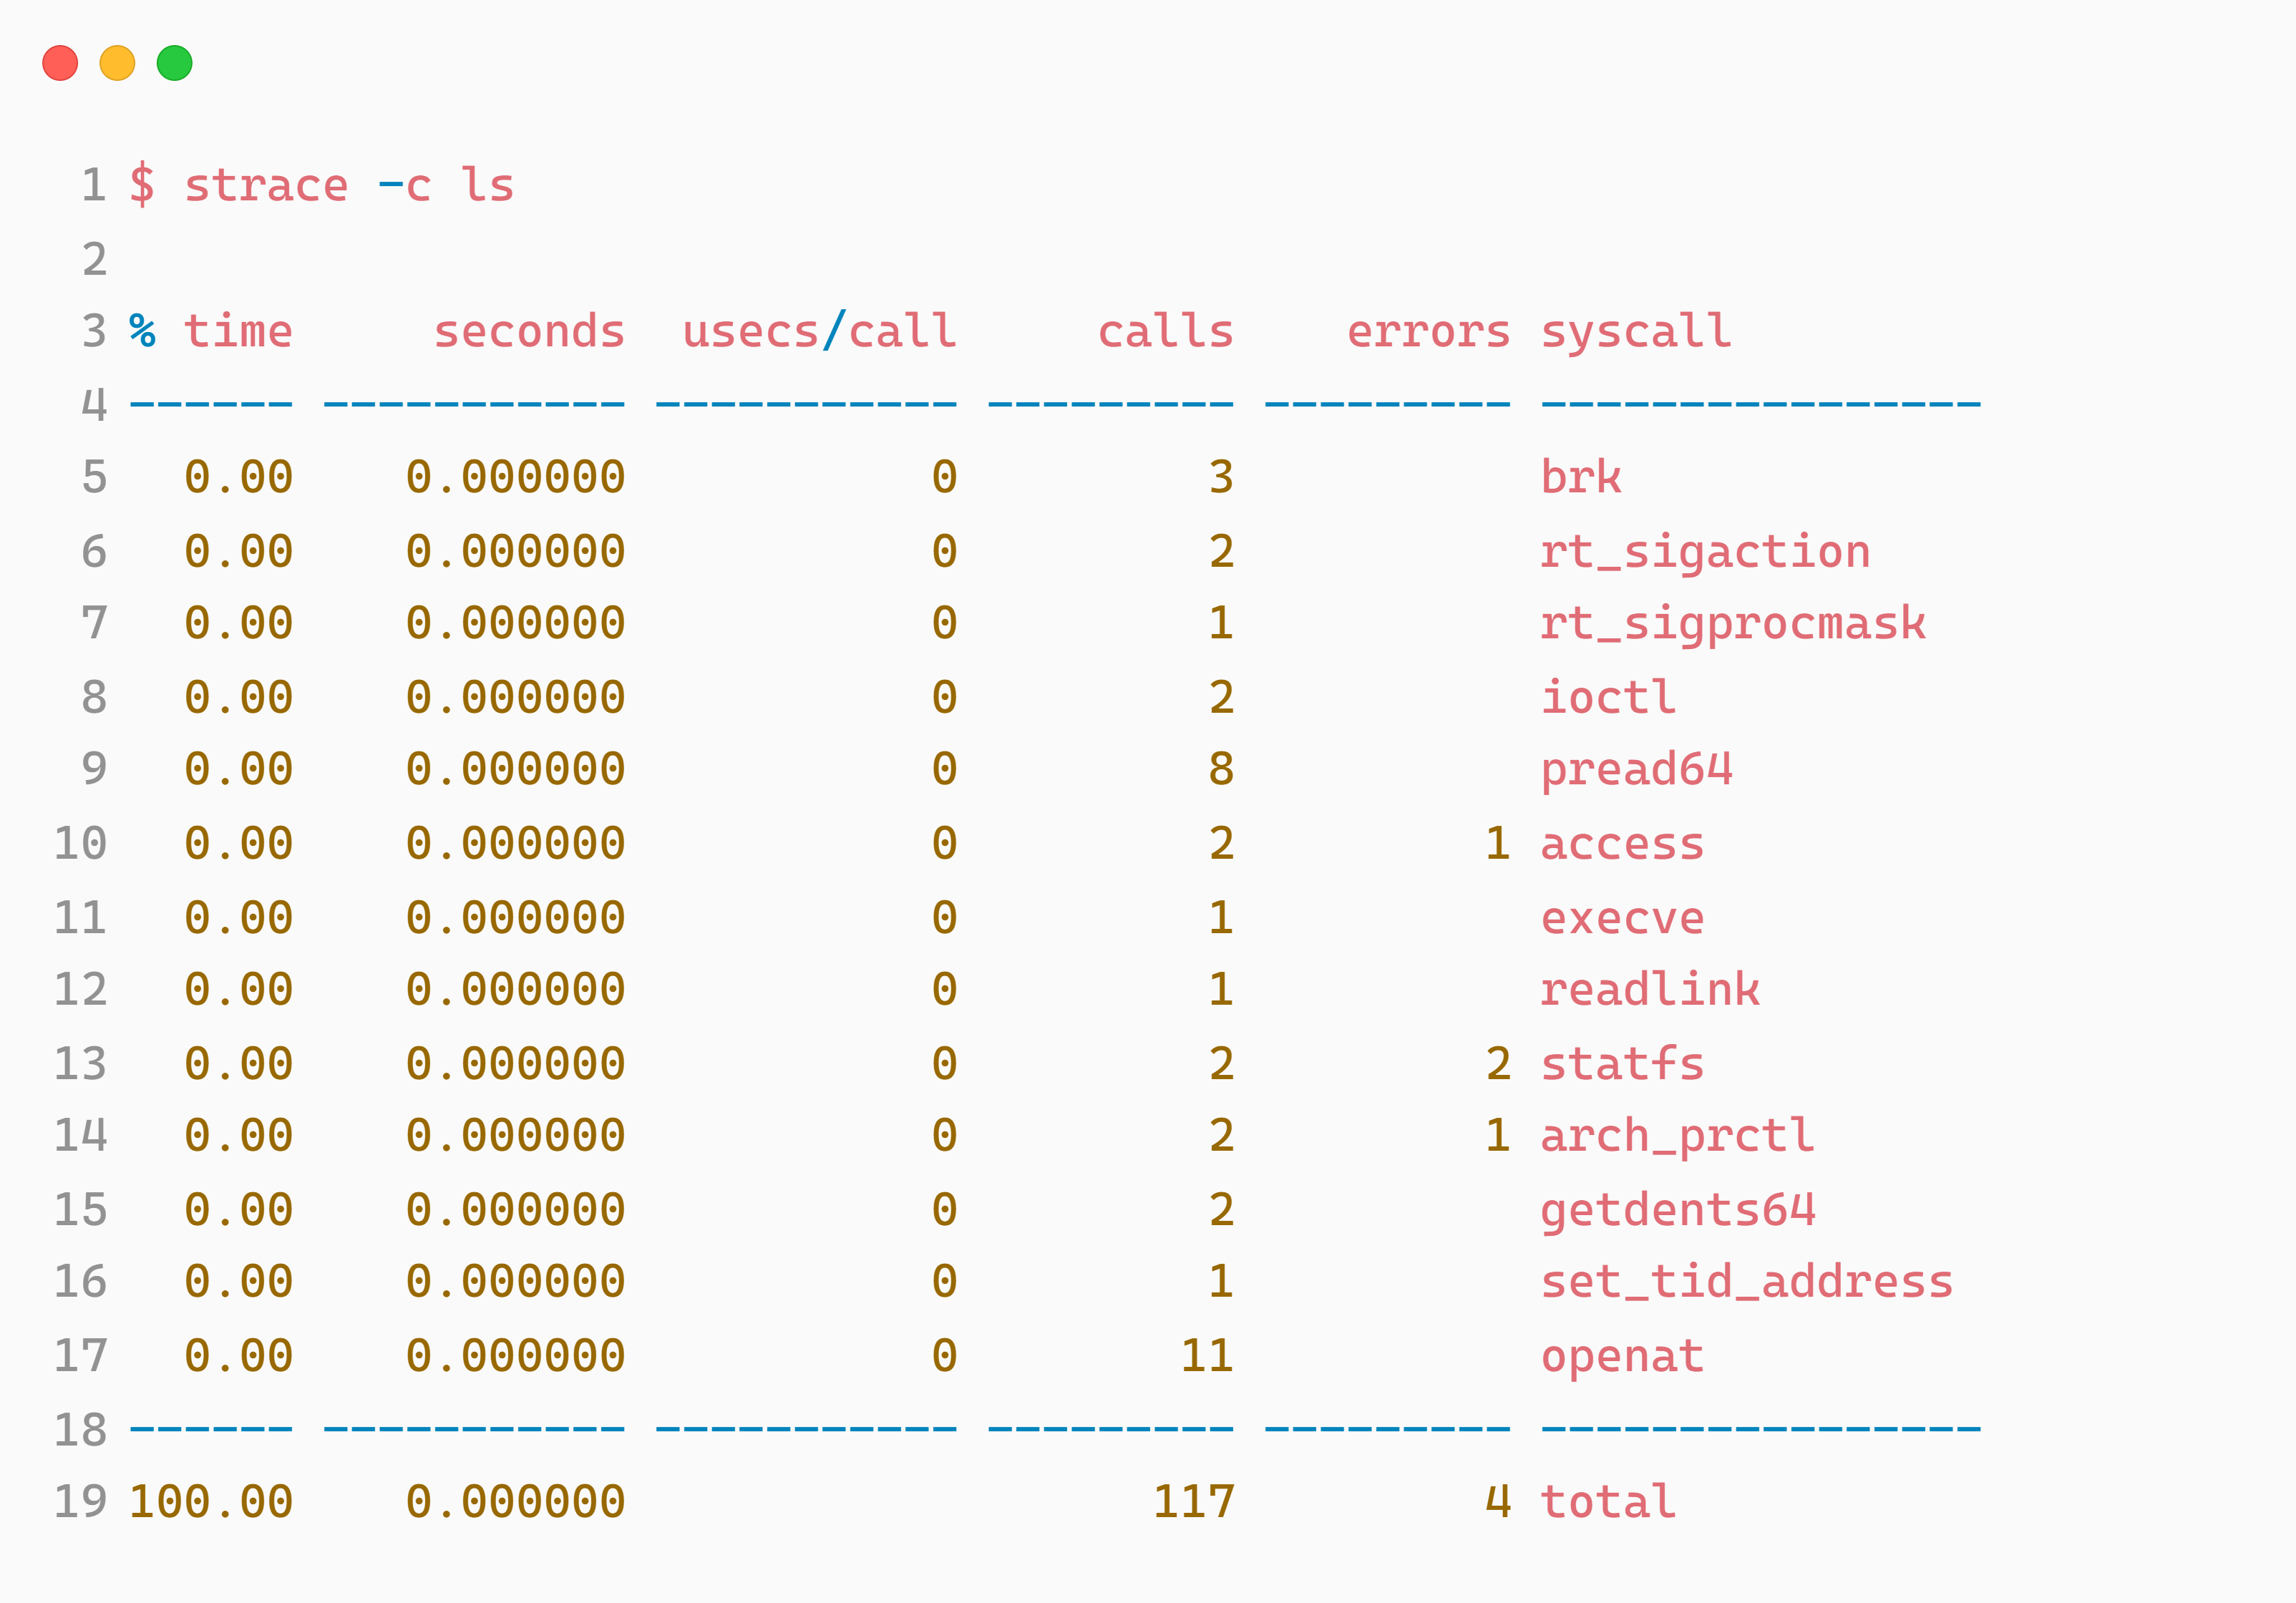 1 $ strace -c ls
2
3 % time     seconds  usecs/call     calls    errors syscall
4 ------ ----------- ----------- --------- --------- ----------------
5   0.00    0.000000           0         3           brk
6   0.00    0.000000           0         2           rt_sigaction
7   0.00    0.000000           0         1           rt_sigprocmask
8   0.00    0.000000           0         2           ioctl
9   0.00    0.000000           0         8           pread64
10   0.00    0.000000           0         2         1 access
11   0.00    0.000000           0         1           execve
12   0.00    0.000000           0         1           readlink
13   0.00    0.000000           0         2         2 statfs
14   0.00    0.000000           0         2         1 arch_prctl
15   0.00    0.000000           0         2           getdents64
16   0.00    0.000000           0         1           set_tid_address
17   0.00    0.000000           0        11           openat
18 ------ ----------- ----------- --------- --------- ----------------
19 100.00    0.000000                   117         4 total